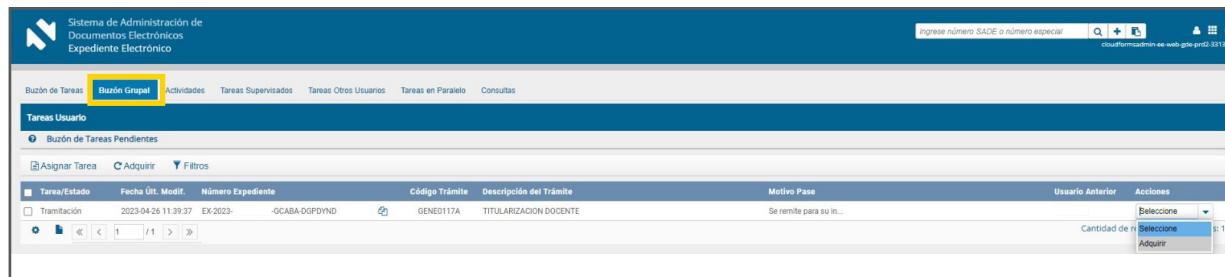 Sistema de Administración de
Documentos Electrónicos
Expediente Electrónico
Ingrese número SADE o número especial
cloudformsadmin-ee-web-gde-prd2-3313
Buzón de Tareas Buzón Grupal Actividades Tareas Supervisados Tareas Otros Usuarios Tareas en Paralelo Consultas
Tareas Usuario
Buzón de Tareas Pendientes
Asignar Tarea Adquirir Filtros
Tarea/Estado Fecha Últ. Modif. Número Expediente Código Trámite Descripción del Trámite Motivo Pase Usuario Anterior Acciones
Tramitación 2023-04-26 11:39:37 EX-2023- -GCABA-DGPDYND GENE0117A TITULARIZACION DOCENTE Se remite para su in... Seleccione
1 /1 Cantidad de r Seleccione s: 1
Adquirir